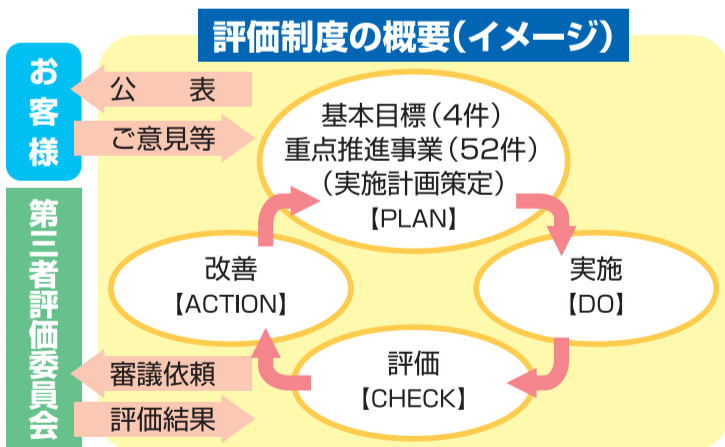 評価制度の概要(イメージ)
お客様
公 表
ご意見等
基本目標(4件)
重点推進事業(52件)
(実施計画策定)
【PLAN】
改善
【ACTION】
実施
【DO】
評価
【CHECK】
第三者評価委員会
審議依頼
評価結果